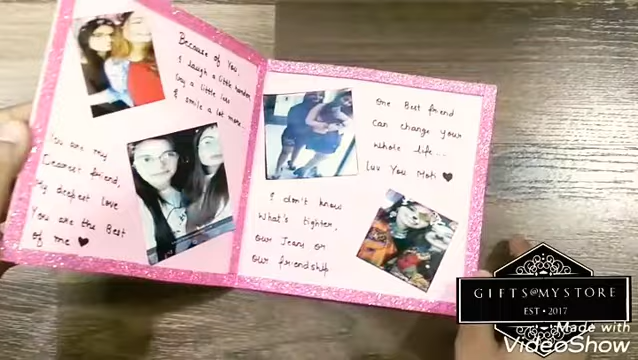 Because of You,
I laugh a little harder
Cry a little less
& smile a lot more...
You are my
Dearest friend,
My deepest love
You are the Best
of me ♥
One Best friend
can change your
whole life...
Luv You Moti ♥
I don't know
What's tighter,
our Jeans or
our friendship
GIFTS@MYSTORE
EST • 2017
Made with
VideoShow